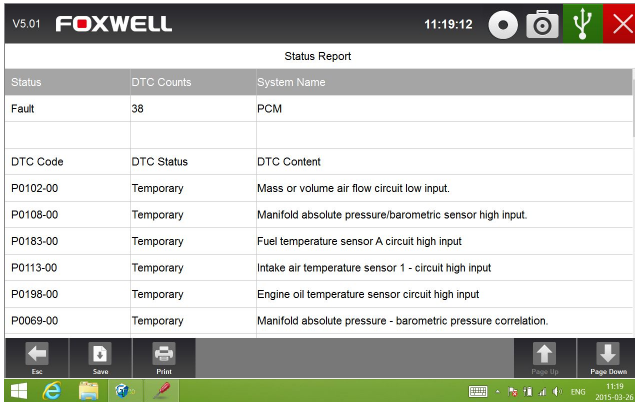 V5.01 FOXWELL 11:19:12
Status Report
Status DTC Counts System Name
Fault 38 PCM
DTC Code DTC Status DTC Content
P0102-00 Temporary Mass or volume air flow circuit low input.
P0108-00 Temporary Manifold absolute pressure/barometric sensor high input.
P0183-00 Temporary Fuel temperature sensor A circuit high input
P0113-00 Temporary Intake air temperature sensor 1 - circuit high input
P0198-00 Temporary Engine oil temperature sensor circuit high input
P0069-00 Temporary Manifold absolute pressure - barometric pressure correlation.
Esc Save Print Page Up Page Down
ENG 11:19
2015-03-26